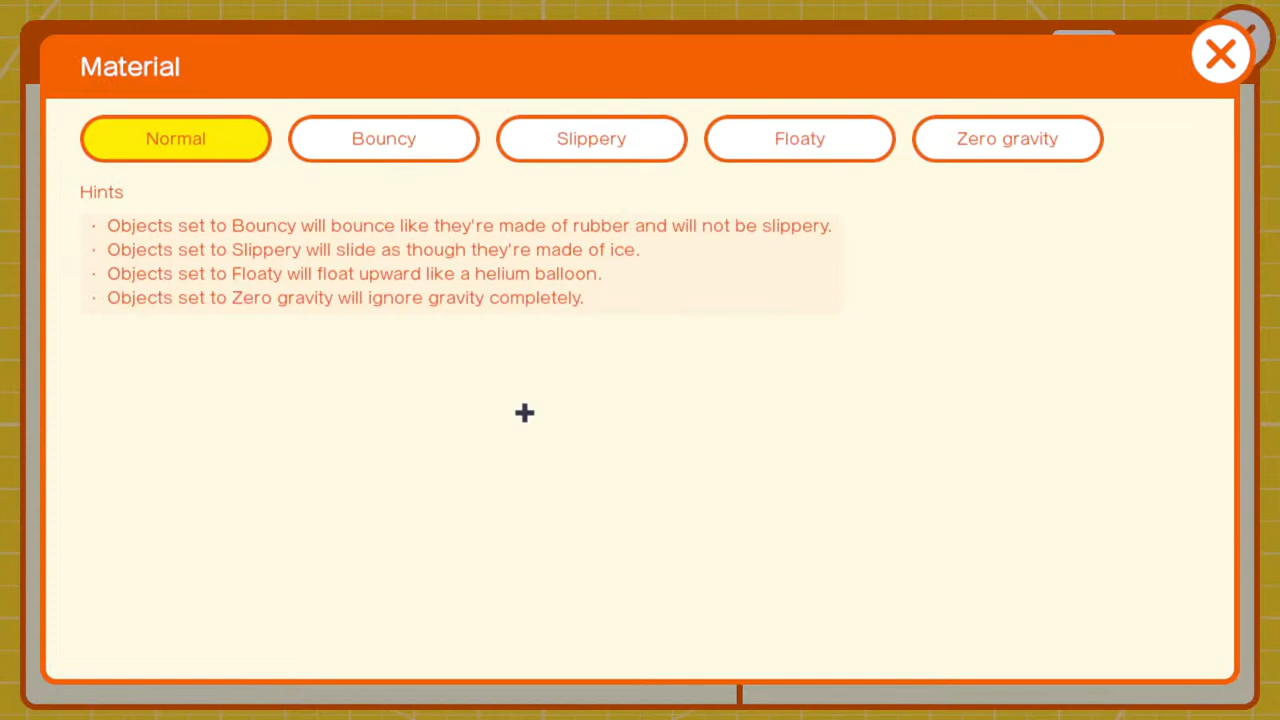 Material
Normal
Bouncy
Slippery
Floaty
Zero gravity
Hints
· Objects set to Bouncy will bounce like they're made of rubber and will not be slippery.
· Objects set to Slippery will slide as though they're made of ice.
· Objects set to Floaty will float upward like a helium balloon.
· Objects set to Zero gravity will ignore gravity completely.